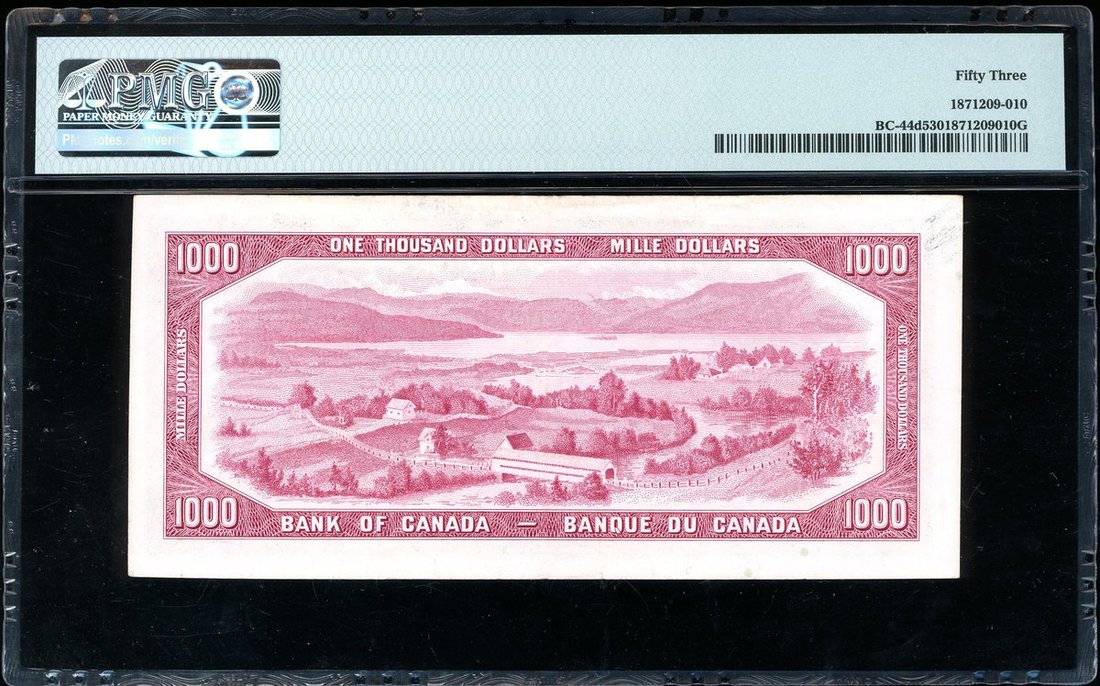 PMG
PAPER MONEY GUARANTY
Fifty Three
1871209-010
BC-44d5301871209010G
ONE THOUSAND DOLLARS MILLE DOLLARS
1000
1000
MILLE DOLLARS
ONE THOUSAND DOLLARS
1000
BANK OF CANADA — BANQUE DU CANADA
1000